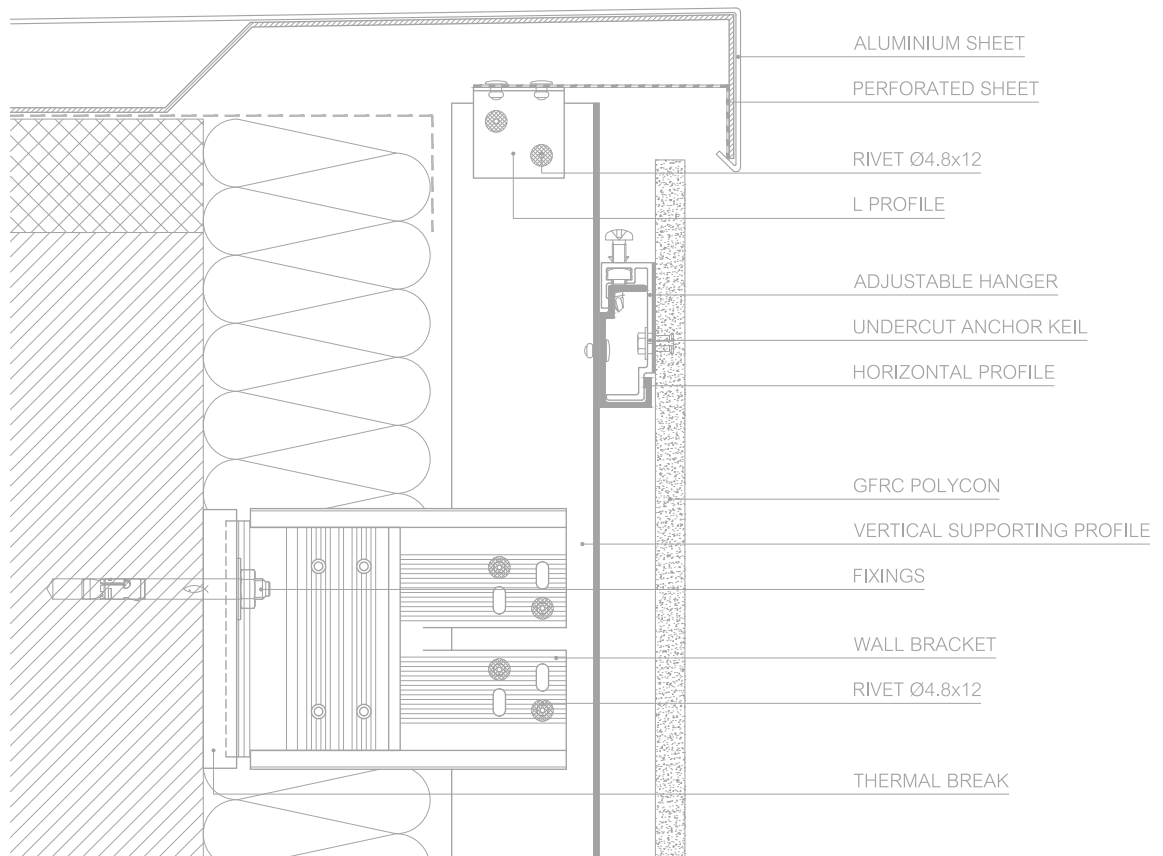 ALUMINIUM SHEET
PERFORATED SHEET
RIVET Ø4.8x12
L PROFILE
ADJUSTABLE HANGER
UNDERCUT ANCHOR KEIL
HORIZONTAL PROFILE
GFRC POLYCON
VERTICAL SUPPORTING PROFILE
FIXINGS
WALL BRACKET
RIVET Ø4.8x12
THERMAL BREAK